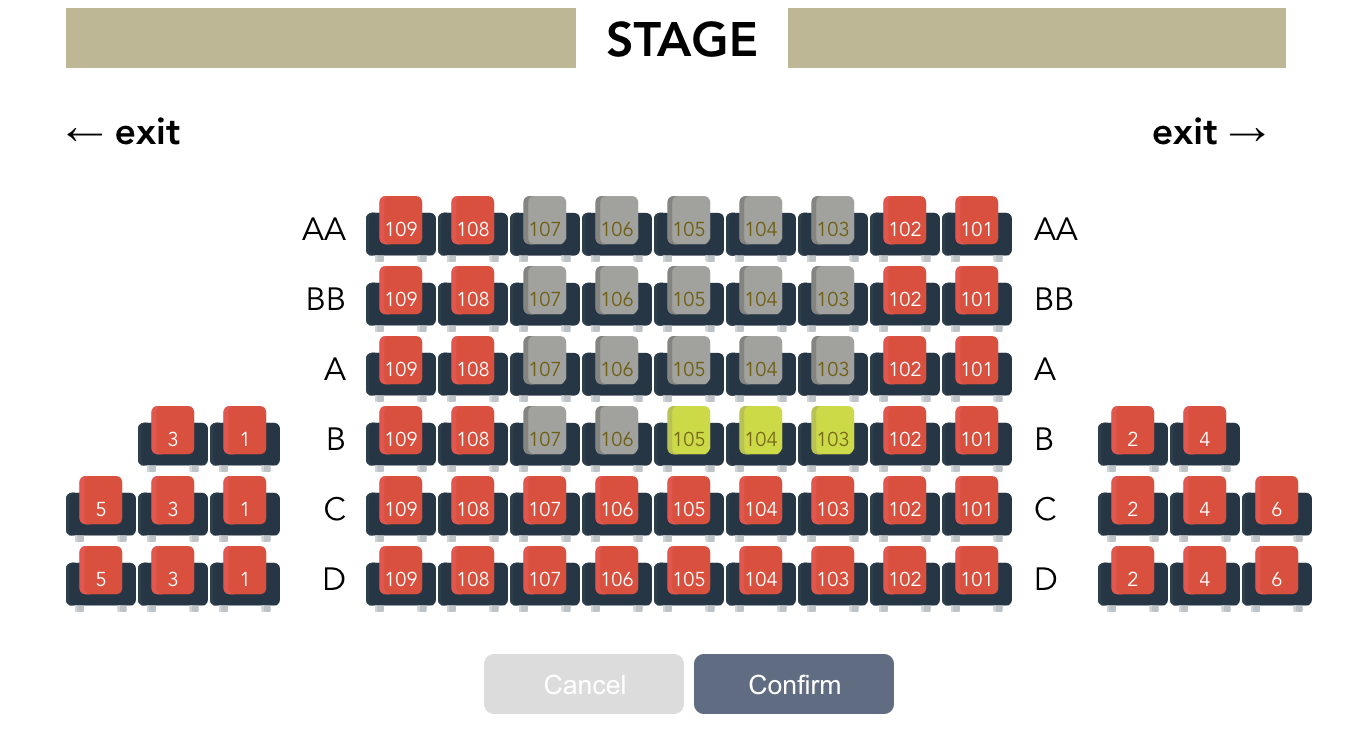 STAGE
← exit exit →
AA 109 108 107 106 105 104 103 102 101 AA
BB 109 108 107 106 105 104 103 102 101 BB
A 109 108 107 106 105 104 103 102 101 A
3 1 B 109 108 107 106 105 104 103 102 101 B 2 4
5 3 1 C 109 108 107 106 105 104 103 102 101 C 2 4 6
5 3 1 D 109 108 107 106 105 104 103 102 101 D 2 4 6
Cancel Confirm